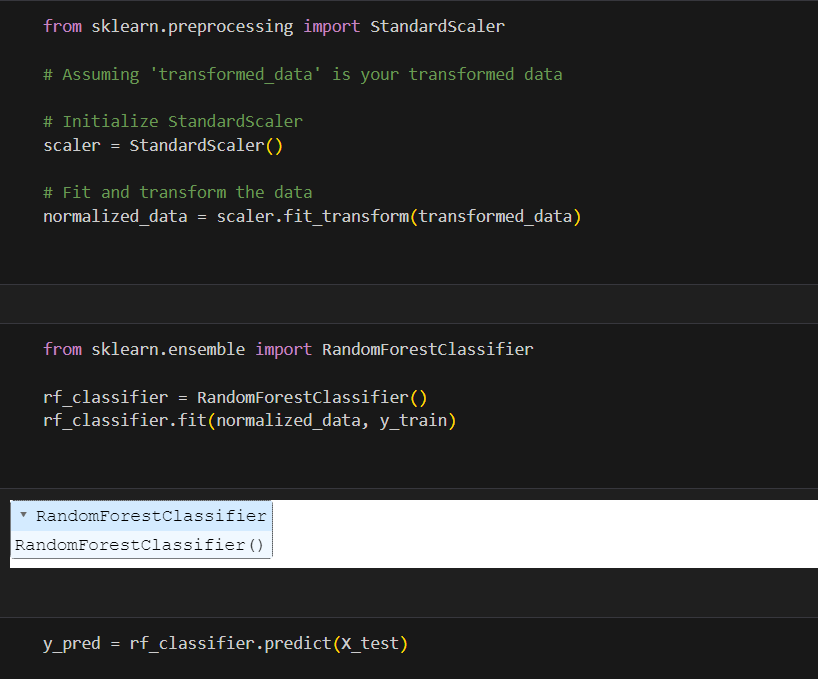 from sklearn.preprocessing import StandardScaler
# Assuming 'transformed_data' is your transformed data
# Initialize StandardScaler
scaler = StandardScaler()
# Fit and transform the data
normalized_data = scaler.fit_transform(transformed_data)
from sklearn.ensemble import RandomForestClassifier
rf_classifier = RandomForestClassifier()
rf_classifier.fit(normalized_data, y_train)
▾ RandomForestClassifier
RandomForestClassifier()
y_pred = rf_classifier.predict(X_test)